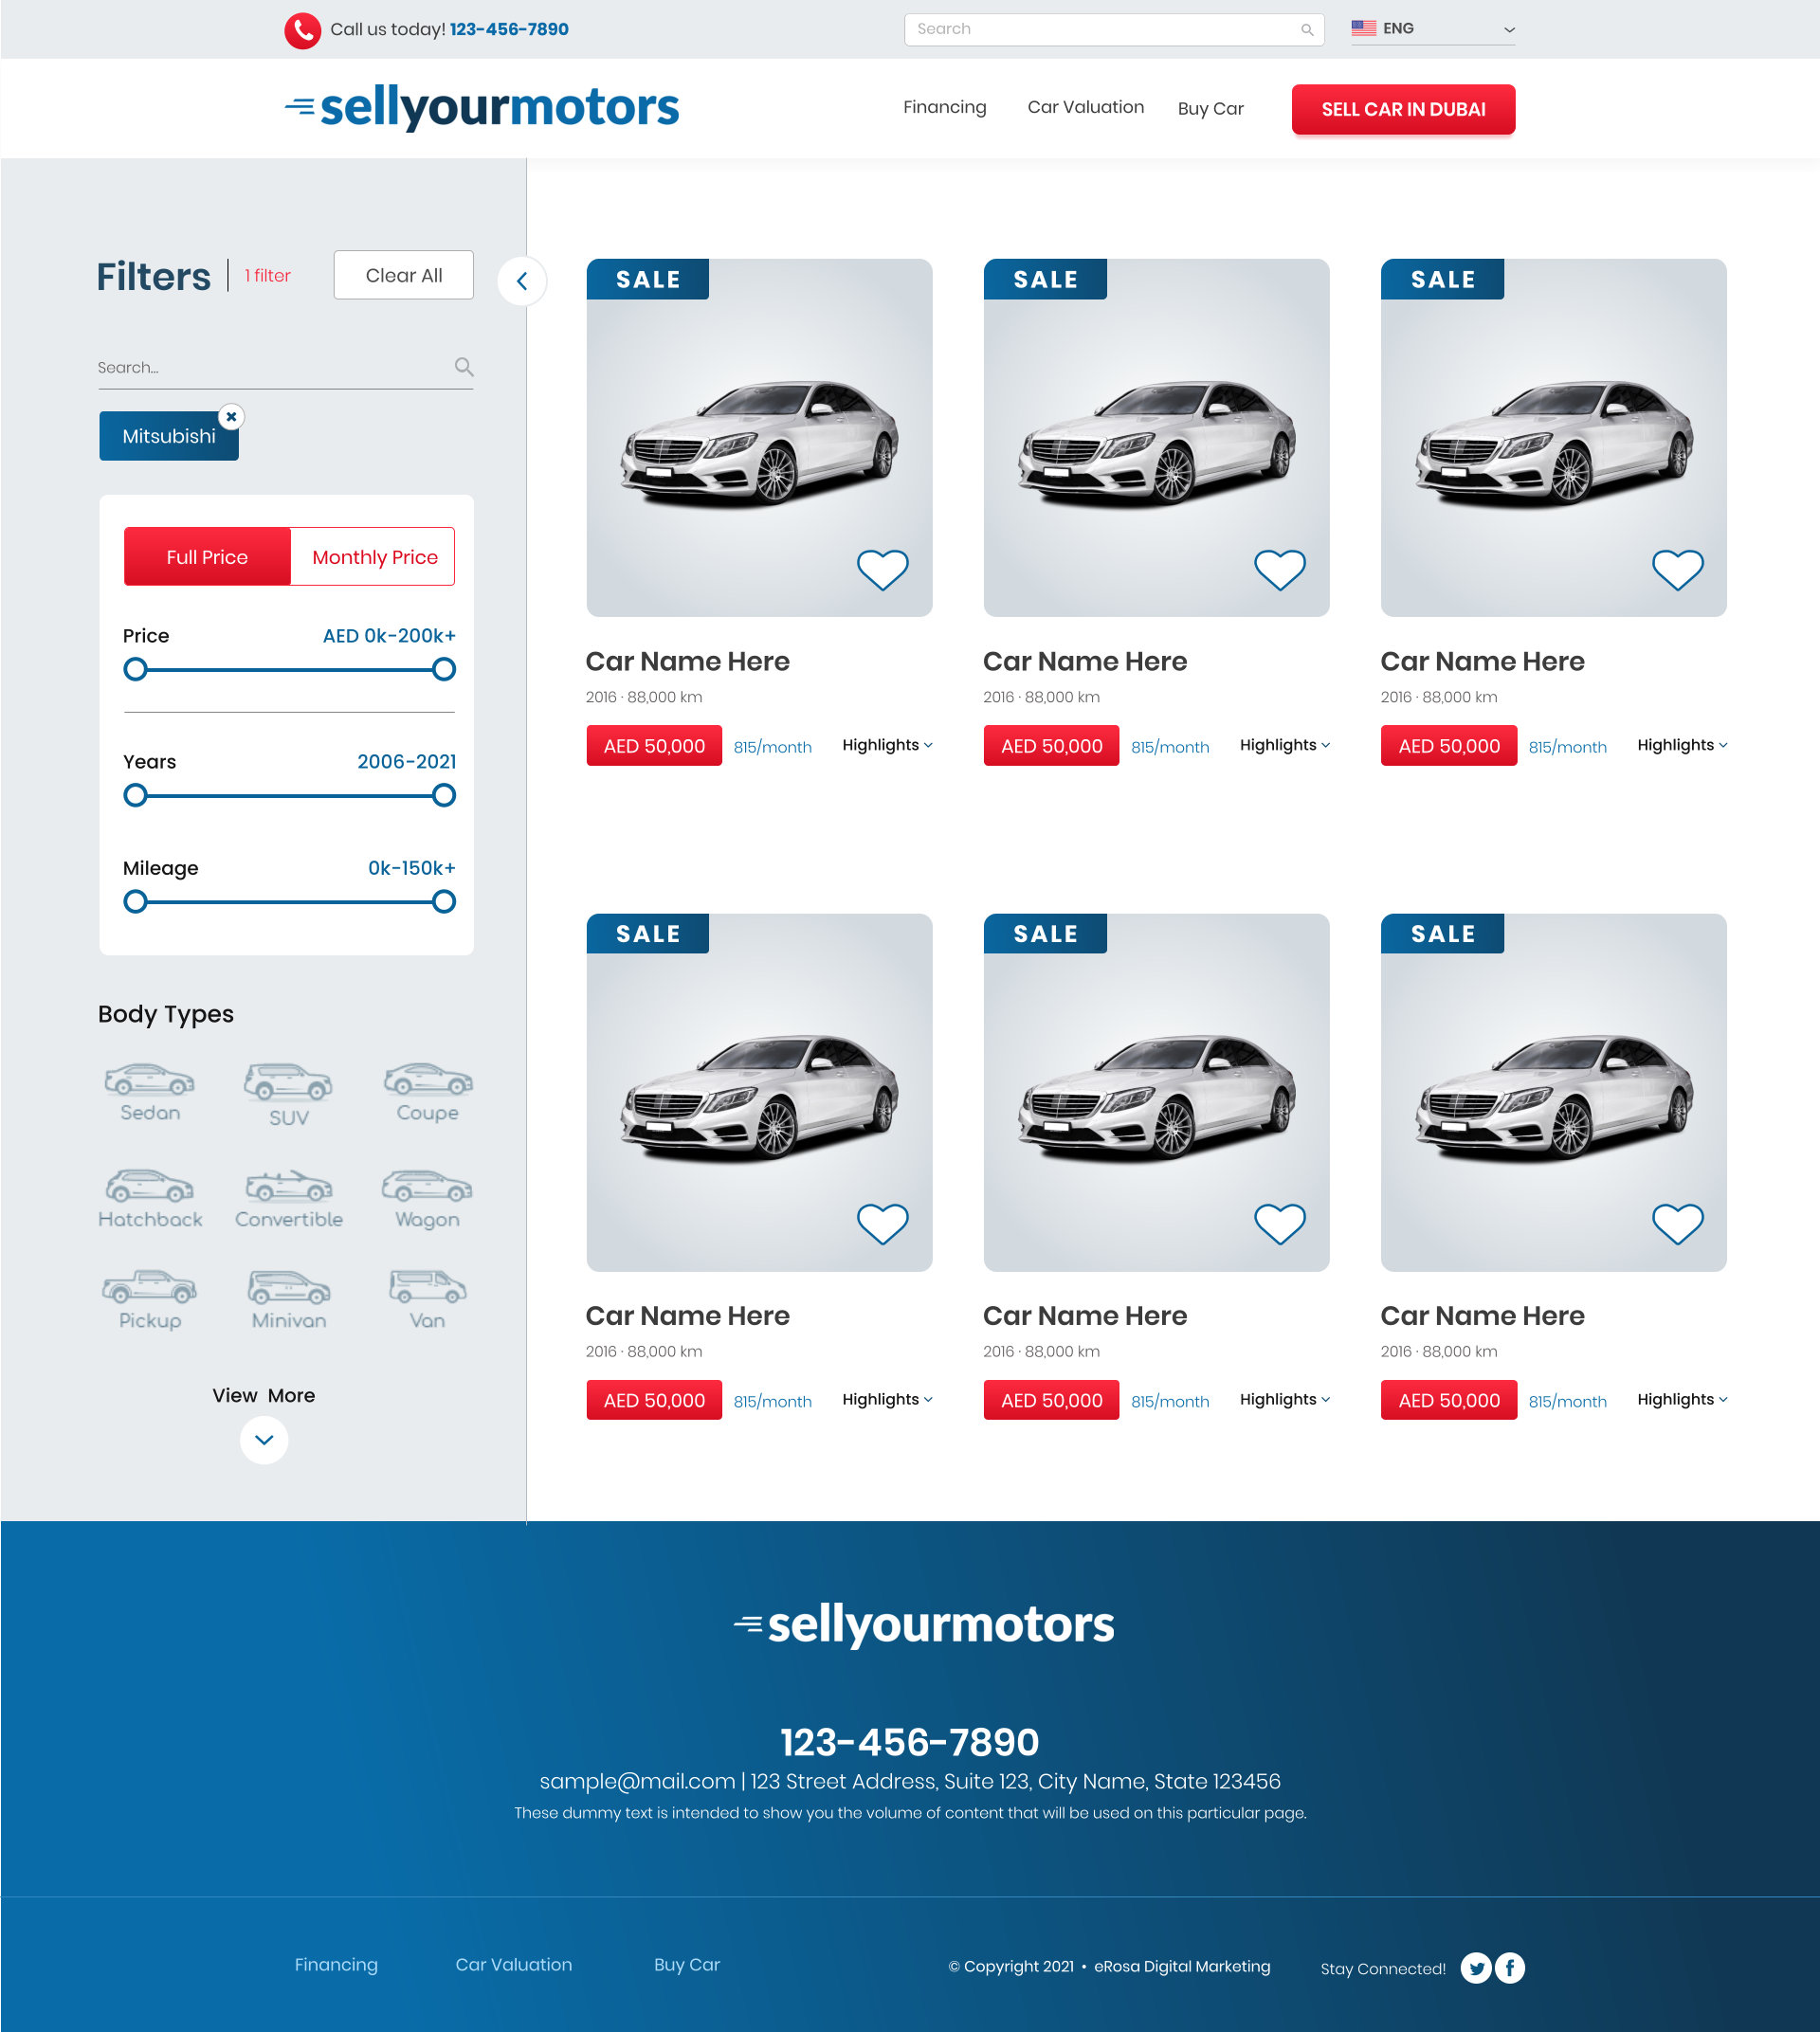 Call us today! 123-456-7890
Search
ENG
sellyourmotors
Financing
Car Valuation
Buy Car
SELL CAR IN DUBAI
Filters
1 filter
Clear All
Search...
Mitsubishi
Full Price
Monthly Price
Price
AED 0k-200k+
Years
2006-2021
Mileage
0k-150k+
Body Types
Sedan
SUV
Coupe
Hatchback
Convertible
Wagon
Pickup
Minivan
Van
View More
SALE
Car Name Here
2016 · 88,000 km
AED 50,000
815/month
Highlights
SALE
Car Name Here
2016 · 88,000 km
AED 50,000
815/month
Highlights
SALE
Car Name Here
2016 · 88,000 km
AED 50,000
815/month
Highlights
SALE
Car Name Here
2016 · 88,000 km
AED 50,000
815/month
Highlights
SALE
Car Name Here
2016 · 88,000 km
AED 50,000
815/month
Highlights
SALE
Car Name Here
2016 · 88,000 km
AED 50,000
815/month
Highlights
sellyourmotors
123-456-7890
sample@mail.com | 123 Street Address, Suite 123, City Name, State 123456
These dummy text is intended to show you the volume of content that will be used on this particular page.
Financing
Car Valuation
Buy Car
© Copyright 2021 • eRosa Digital Marketing
Stay Connected!